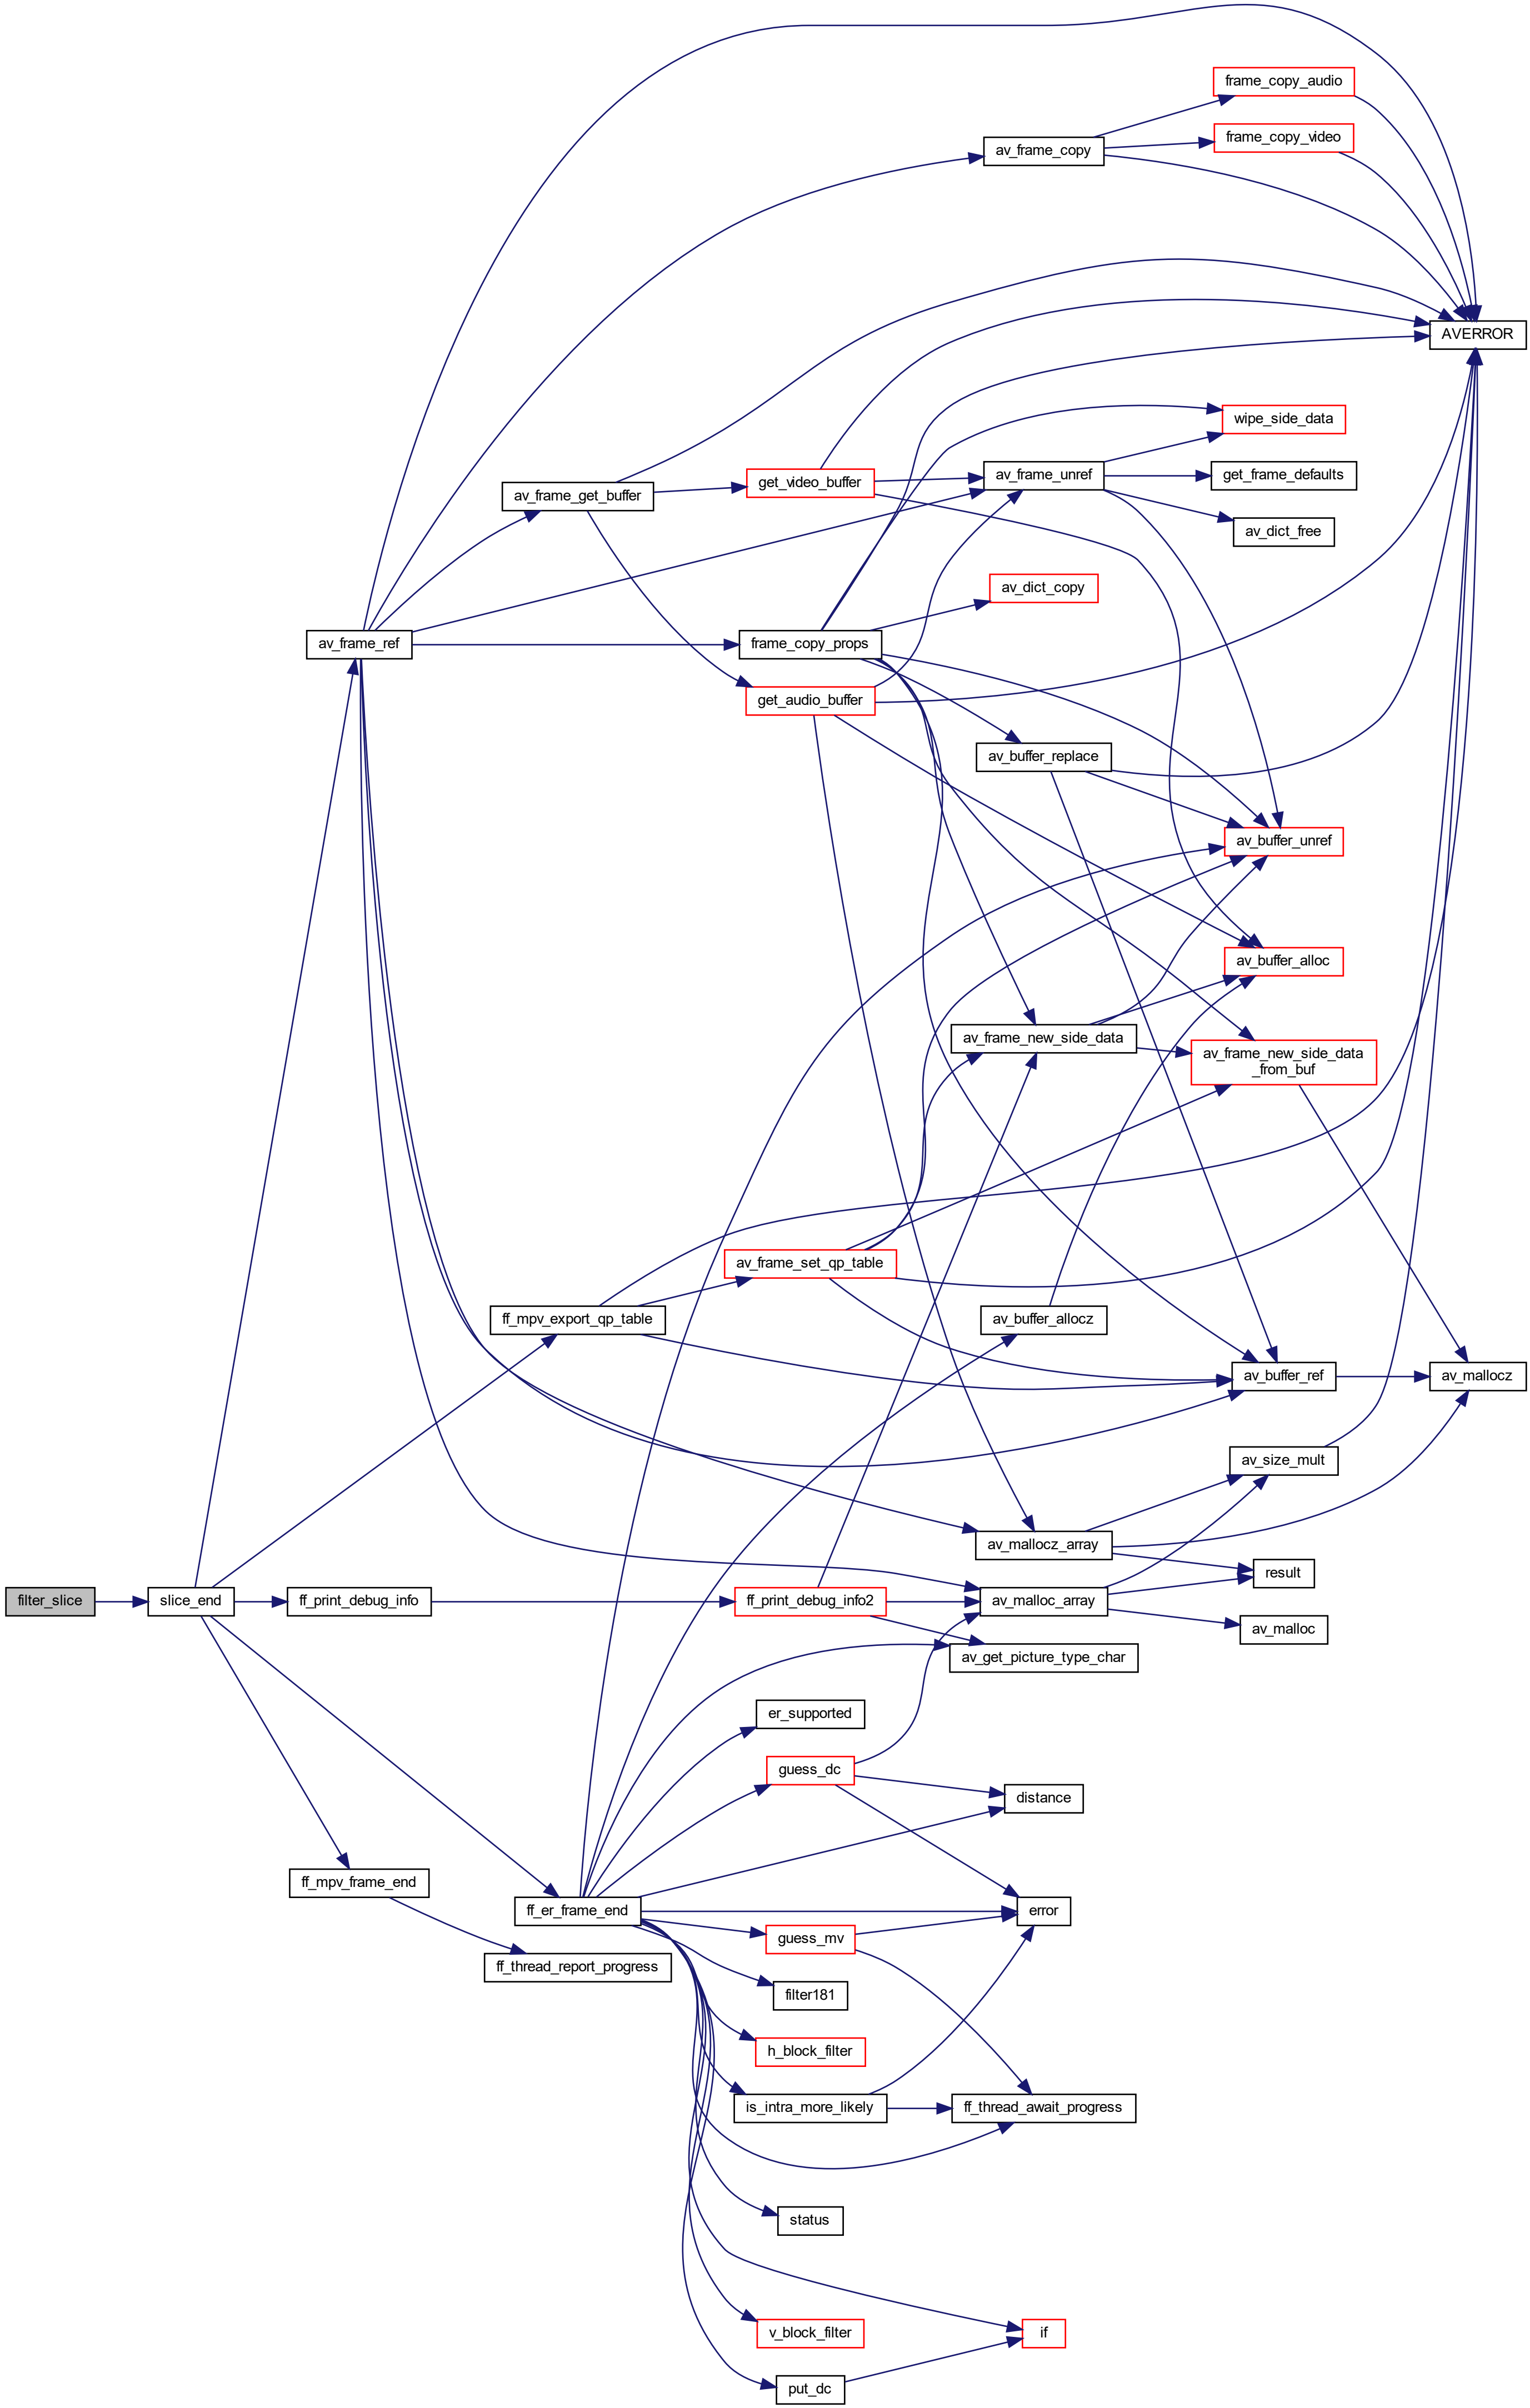 frame_copy_audio
frame_copy_video
av_frame_copy
AVERROR
wipe_side_data
av_frame_unref
get_frame_defaults
get_video_buffer
av_frame_get_buffer
av_dict_free
av_dict_copy
av_frame_ref
frame_copy_props
get_audio_buffer
av_buffer_replace
av_buffer_unref
av_buffer_alloc
av_frame_new_side_data
av_frame_new_side_data
_from_buf
av_frame_set_qp_table
ff_mpv_export_qp_table
av_buffer_allocz
av_buffer_ref
av_mallocz
av_size_mult
av_mallocz_array
result
filter_slice
slice_end
ff_print_debug_info
ff_print_debug_info2
av_malloc_array
av_malloc
av_get_picture_type_char
er_supported
guess_dc
distance
ff_mpv_frame_end
ff_er_frame_end
error
guess_mv
ff_thread_report_progress
filter181
h_block_filter
is_intra_more_likely
ff_thread_await_progress
status
v_block_filter
if
put_dc